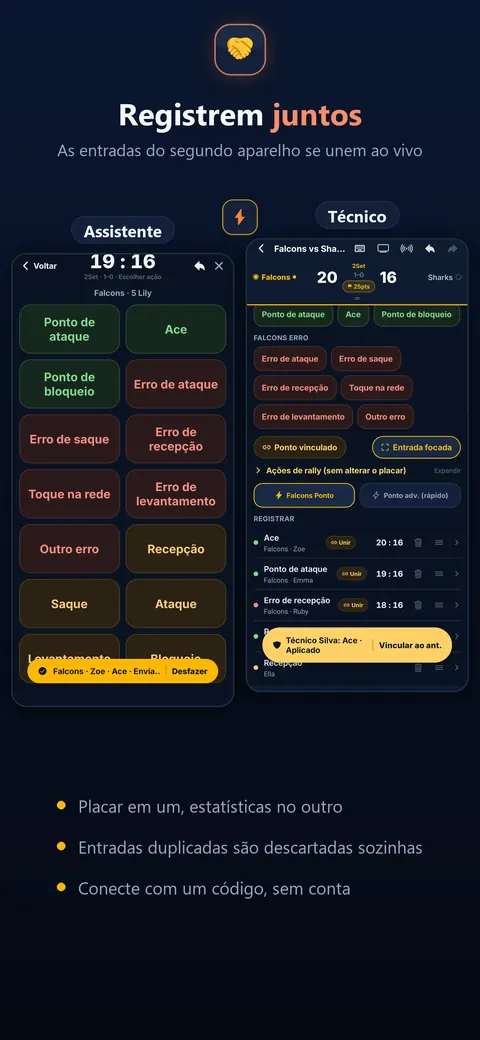 Registrem juntos
As entradas do segundo aparelho se unem ao vivo
Assistente
Voltar
19 : 16
2Set · 1-0 · Escolher ação
Falcons · 5 Lily
Ponto de
ataque
Ace
Ponto de
bloqueio
Erro de ataque
Erro de saque
Erro de
recepção
Toque na rede
Erro de
levantamento
Outro erro
Recepção
Saque
Ataque
Levantamento
Bloqueio
Falcons · Zoe · Ace · Envia..
Desfazer
Técnico
Falcons vs Sha...
Falcons
20
2Set
1-0
25pts
16
Sharks
Ponto de ataque
Ace
Ponto de bloqueio
FALCONS ERRO
Erro de ataque
Erro de saque
Erro de recepção
Toque na rede
Erro de levantamento
Outro erro
Ponto vinculado
Entrada focada
Ações de rally (sem alterar o placar)
Expandir
Falcons Ponto
Ponto adv. (rápido)
REGISTRAR
Ace
Falcons · Zoe
Unir
20 : 16
Ponto de ataque
Falcons · Emma
Unir
19 : 16
Erro de recepção
Falcons · Ruby
Unir
18 : 16
Técnico Silva: Ace ·
Aplicado
Vincular ao ant.
Recepção
Ella
Placar em um, estatísticas no outro
Entradas duplicadas são descartadas sozinhas
Conecte com um código, sem conta